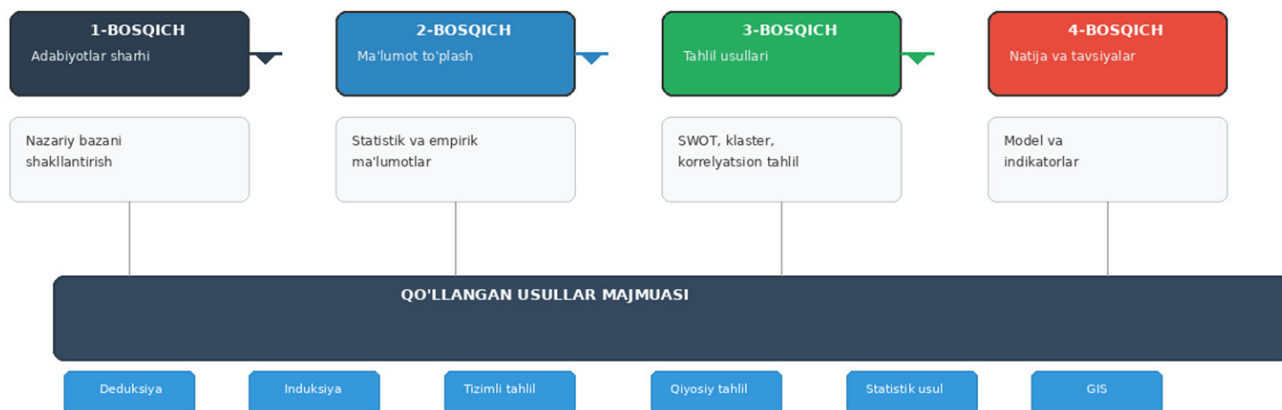 1-BOSQICH
Adabiyotlar sharhi
2-BOSQICH
Ma'lumot to'plash
3-BOSQICH
Tahlil usullari
4-BOSQICH
Natija va tavsiyalar
Nazariy bazani
shakllantirish
Statistik va empirik
ma'lumotlar
SWOT, klaster,
korrelyatsion tahlil
Model va
indikatorlar
QO'LLANGAN USULLAR MAJMUASI
Deduksiya
Induksiya
Tizimli tahlil
Qiyosiy tahlil
Statistik usul
GIS